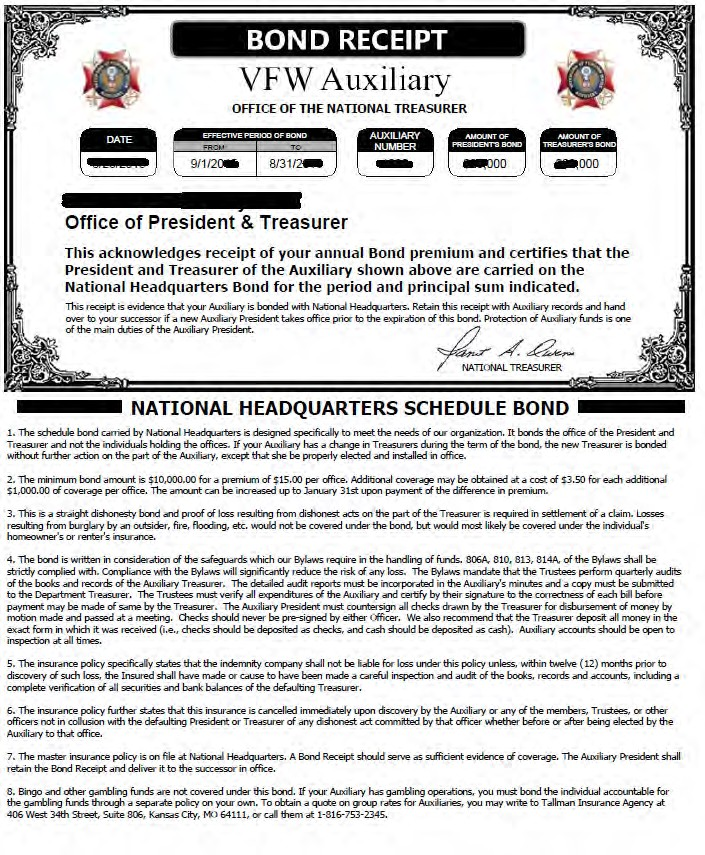 BOND RECEIPT
VFW Auxiliary
OFFICE OF THE NATIONAL TREASURER
DATE
EFFECTIVE PERIOD OF BOND
FROM TO
9/1/20 8/31/2
AUXILIARY
NUMBER
AMOUNT OF
PRESIDENT'S BOND
,000
AMOUNT OF
TREASURER'S BOND
,000
Office of President & Treasurer
This acknowledges receipt of your annual Bond premium and certifies that the
President and Treasurer of the Auxiliary shown above are carried on the
National Headquarters Bond for the period and principal sum indicated.
This receipt is evidence that your Auxiliary is bonded with National Headquarters. Retain this receipt with Auxiliary records and hand
over to your successor if a new Auxiliary President takes office prior to the expiration of this bond. Protection of Auxiliary funds is one
of the main duties of the Auxiliary President.
Janet A. Owens
NATIONAL TREASURER
NATIONAL HEADQUARTERS SCHEDULE BOND
1. The schedule bond carried by National Headquarters is designed specifically to meet the needs of our organization. It bonds the office of the President and
Treasurer and not the individuals holding the offices. If your Auxiliary has a change in Treasurers during the term of the bond, the new Treasurer is bonded
without further action on the part of the Auxiliary, except that she be properly elected and installed in office.
2. The minimum bond amount is $10,000.00 for a premium of $15.00 per office. Additional coverage may be obtained at a cost of $3.50 for each additional
$1,000.00 of coverage per office. The amount can be increased up to January 31st upon payment of the difference in premium.
3. This is a straight dishonesty bond and proof of loss resulting from dishonest acts on the part of the Treasurer is required in settlement of a claim. Losses
resulting from burglary by an outsider, fire, flooding, etc. would not be covered under the bond, but would most likely be covered under the individual's
homeowner's or renter's insurance.
4. The bond is written in consideration of the safeguards which our Bylaws require in the handling of funds. 806A, 810, 813, 814A, of the Bylaws shall be
strictly complied with. Compliance with the Bylaws will significantly reduce the risk of any loss. The Bylaws mandate that the Trustees perform quarterly audits
of the books and records of the Auxiliary Treasurer. The detailed audit reports must be incorporated in the Auxiliary's minutes and a copy must be submitted
to the Department Treasurer. The Trustees must verify all expenditures of the Auxiliary and certify by their signature to the correctness of each bill before
payment may be made of same by the Treasurer. The Auxiliary President must countersign all checks drawn by the Treasurer for disbursement of money by
motion made and passed at a meeting. Checks should never be pre-signed by either Officer. We also recommend that the Treasurer deposit all money in the
exact form in which it was received (i.e., checks should be deposited as checks, and cash should be deposited as cash). Auxiliary accounts should be open to
inspection at all times.
5. The insurance policy specifically states that the indemnity company shall not be liable for loss under this policy unless, within twelve (12) months prior to
discovery of such loss, the Insured shall have made or cause to have been made a careful inspection and audit of the books, records and accounts, including a
complete verification of all securities and bank balances of the defaulting Treasurer.
6. The insurance policy further states that this insurance is cancelled immediately upon discovery by the Auxiliary or any of the members, Trustees, or other
officers not in collusion with the defaulting President or Treasurer of any dishonest act committed by that officer whether before or after being elected by the
Auxiliary to that office.
7. The master insurance policy is on file at National Headquarters. A Bond Receipt should serve as sufficient evidence of coverage. The Auxiliary President shall
retain the Bond Receipt and deliver it to the successor in office.
8. Bingo and other gambling funds are not covered under this bond. If your Auxiliary has gambling operations, you must bond the individual accountable for
the gambling funds through a separate policy on your own. To obtain a quote on group rates for Auxiliaries, you may write to Tallman Insurance Agency at
406 West 34th Street, Suite 806, Kansas City, MO 64111, or call them at 1-816-753-2345.